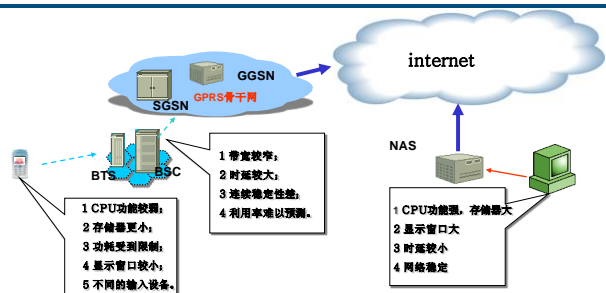 internet
GGSN
SGSN
GPRS骨干网
NAS
BTS
BSC
1 带宽较窄；
2 时延较大；
3 连续稳定性差；
4 利用率难以预测。
1 CPU功能较弱；
2 存储器更小；
3 功耗受到限制；
4 显示窗口较小；
5 不同的输入设备。
1 CPU功能强，存储器大
2 显示窗口大
3 时延较小
4 网络稳定